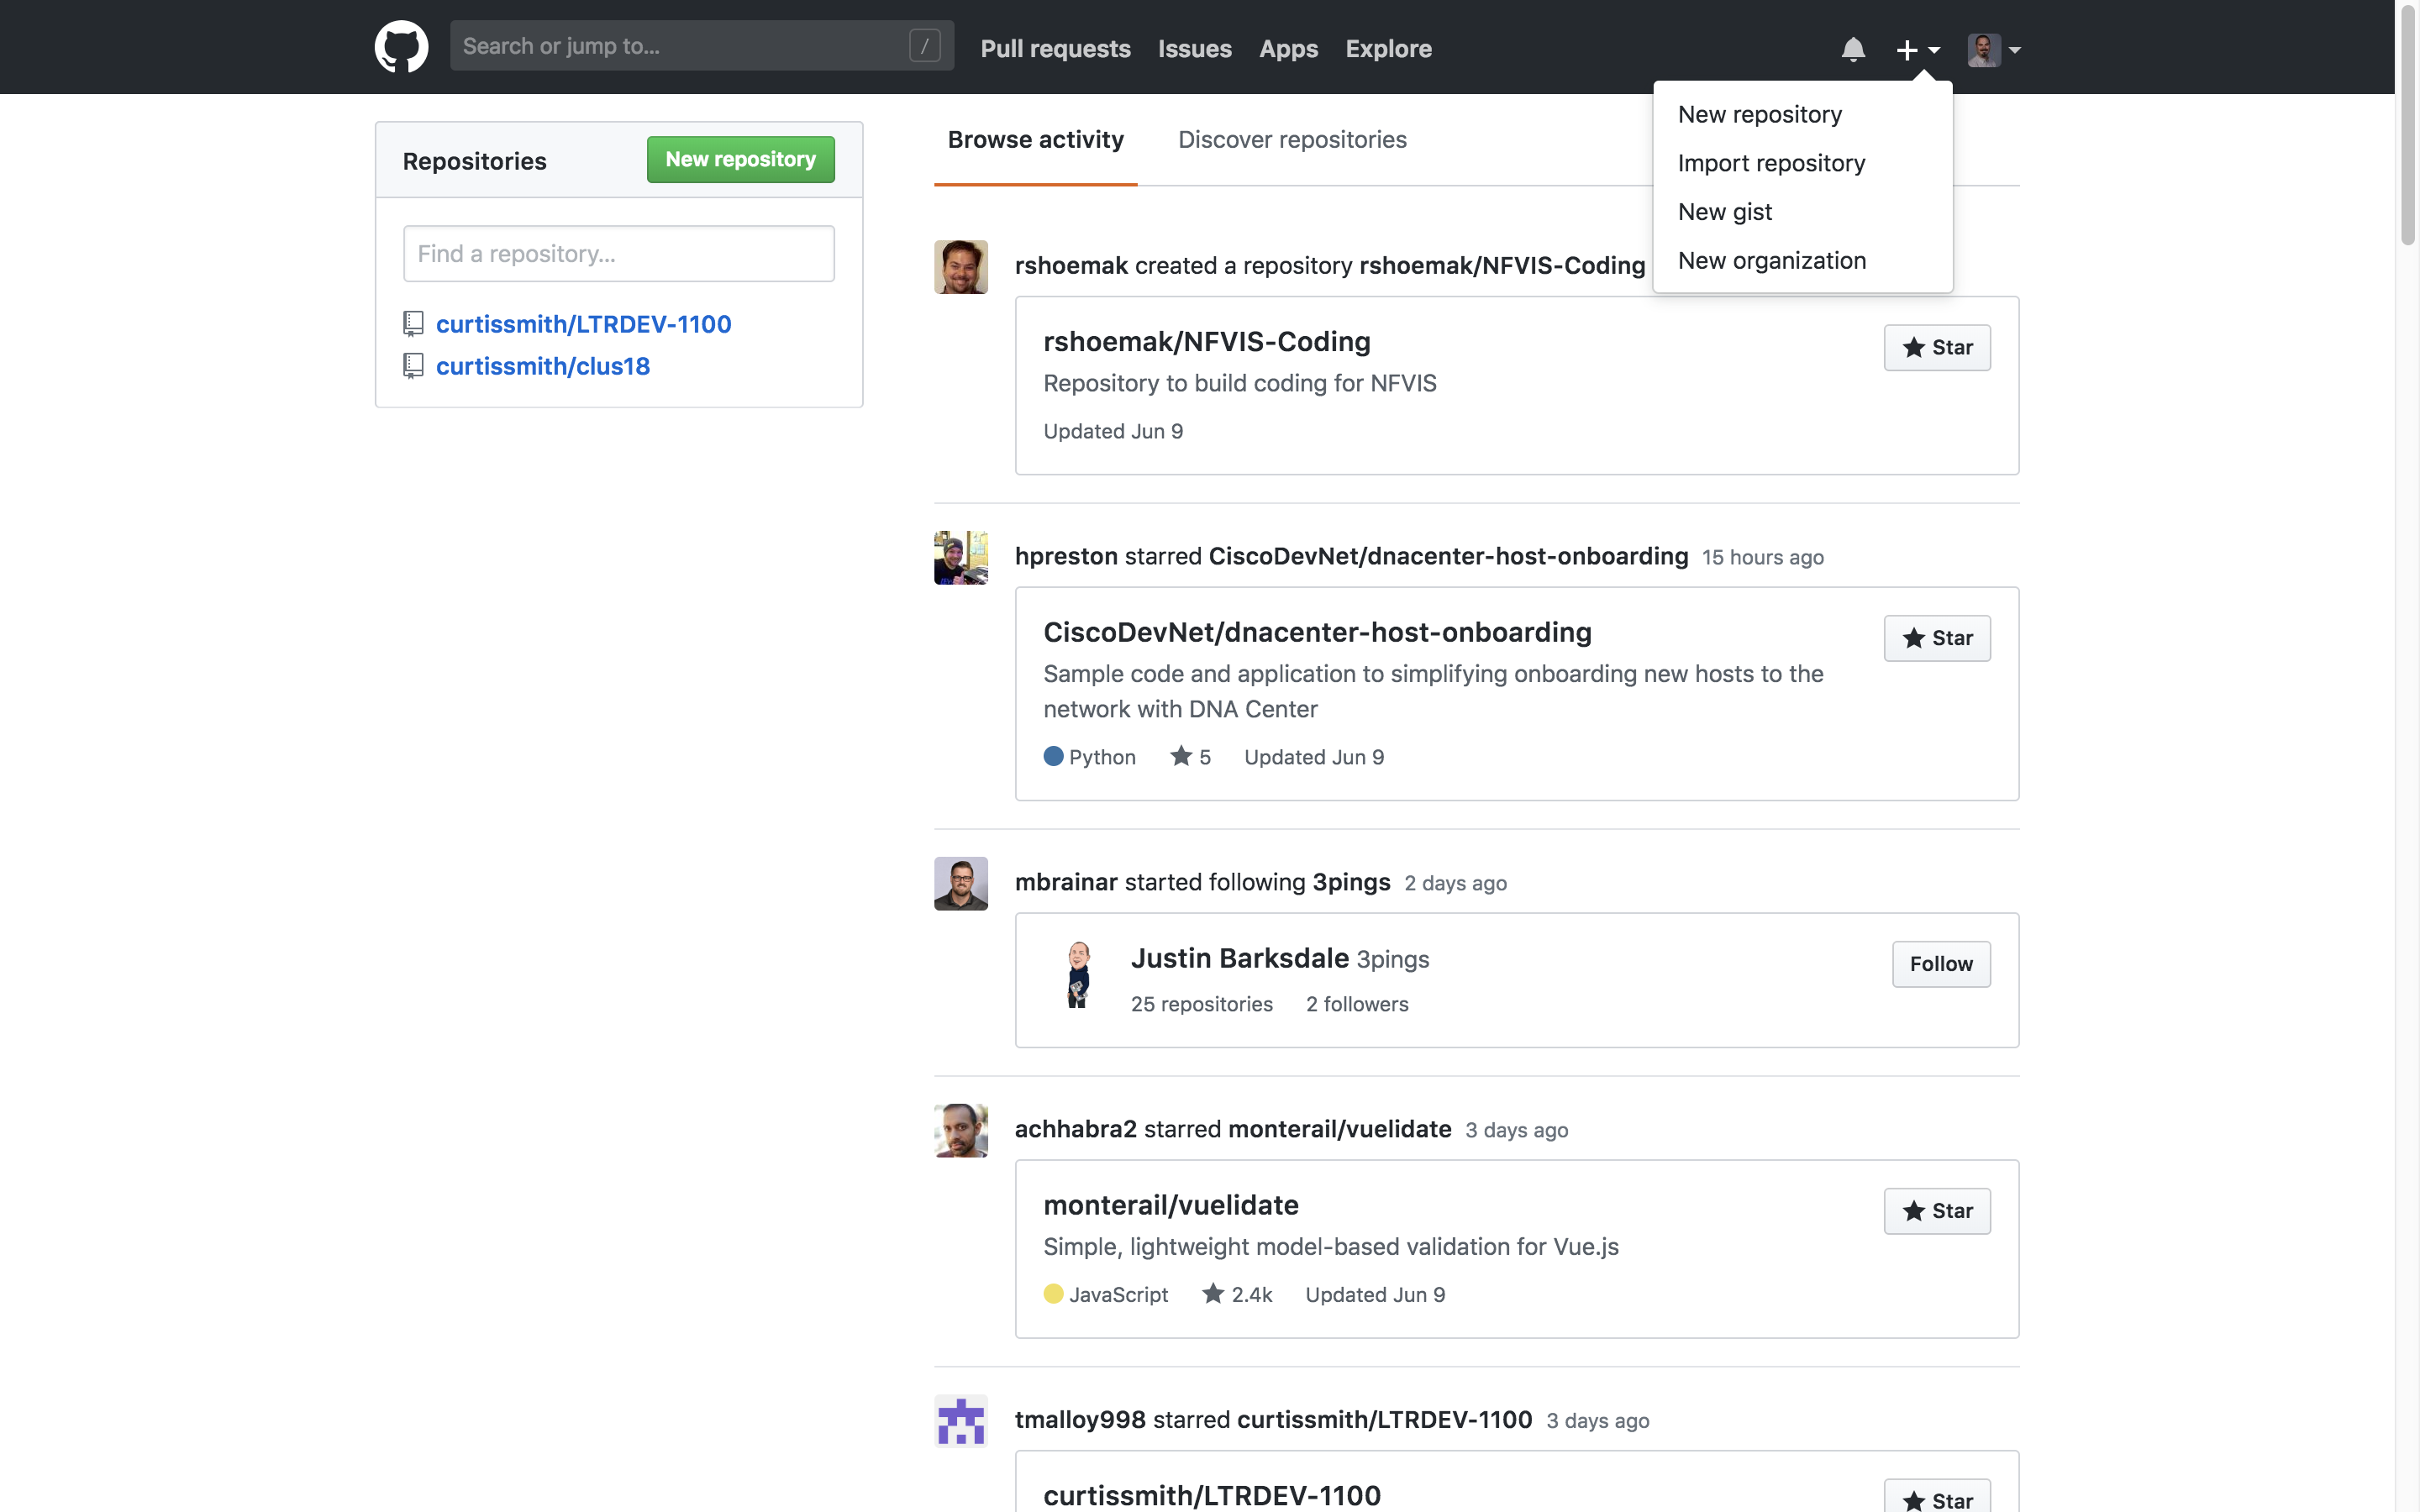 Search or jump to...
/
Pull requests
Issues
Apps
Explore
New repository
Import repository
New gist
New organization
Repositories
New repository
Find a repository...
curtissmith/LTRDEV-1100
curtissmith/clus18
Browse activity
Discover repositories
rshoemak created a repository rshoemak/NFVIS-Coding
rshoemak/NFVIS-Coding
Star
Repository to build coding for NFVIS
Updated Jun 9
hpreston starred CiscoDevNet/dnacenter-host-onboarding 15 hours ago
CiscoDevNet/dnacenter-host-onboarding
Star
Sample code and application to simplifying onboarding new hosts to the
network with DNA Center
Python 5 Updated Jun 9
mbrainar started following 3pings 2 days ago
Justin Barksdale 3pings
Follow
25 repositories 2 followers
achhabra2 starred monterail/vuelidate 3 days ago
monterail/vuelidate
Star
Simple, lightweight model-based validation for Vue.js
JavaScript 2.4k Updated Jun 9
tmalloy998 starred curtissmith/LTRDEV-1100 3 days ago
curtissmith/LTRDEV-1100
Star